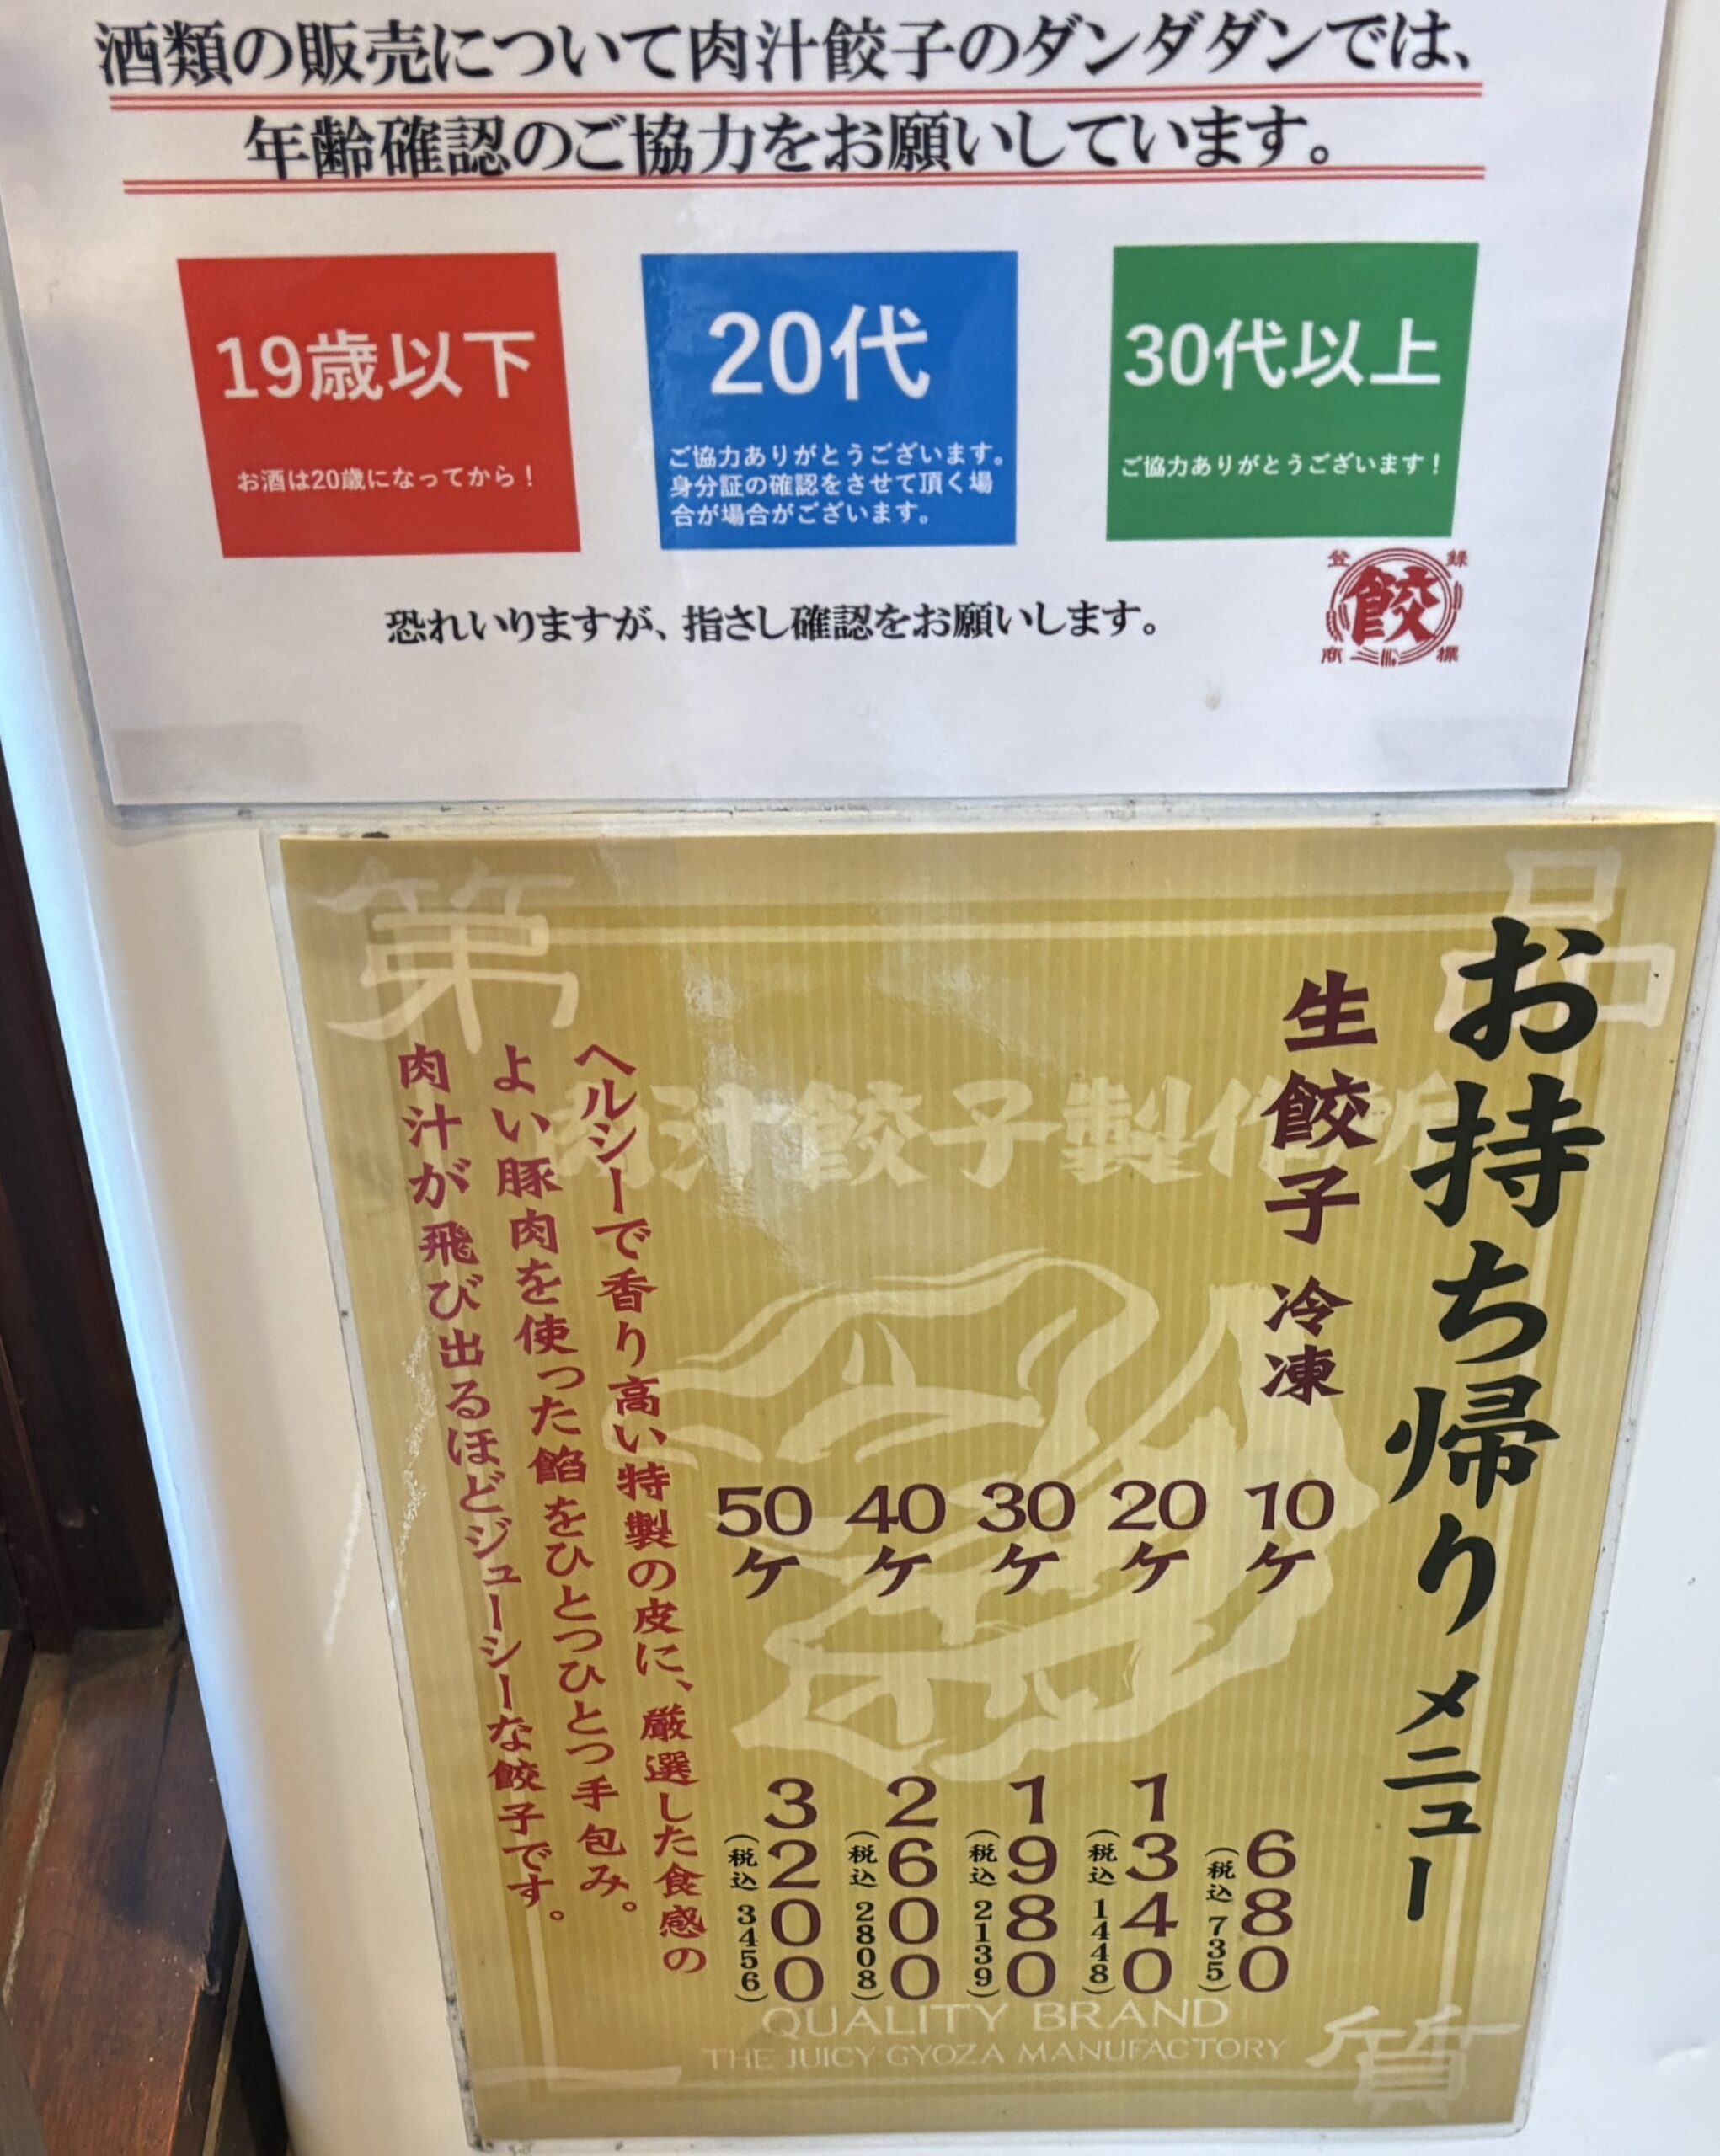 酒類の販売について肉汁餃子のダンダダンでは、
年齢確認のご協力をお願いしています。
19歳以下
お酒は20歳になってから！
20代
ご協力ありがとうございます。
身分証の確認をさせて頂く場
合が場合がございます。
30代以上
ご協力ありがとうございます！
恐れいりますが、指さし確認をお願いします。
登録
餃
商標
お持ち帰りメニュー
生餃子 冷凍
10ケ 680 (税込 735)
20ケ 1340 (税込 1448)
30ケ 1980 (税込 2139)
40ケ 2600 (税込 2808)
50ケ 3200 (税込 3456)
ヘルシーで香り高い特製の皮に、厳選した食感の
よい豚肉を使った餡をひとつひとつ手包み。
肉汁が飛び出るほどジューシーな餃子です。
肉汁餃子製作所
第一
品質
QUALITY BRAND
THE JUICY GYOZA MANUFACTORY